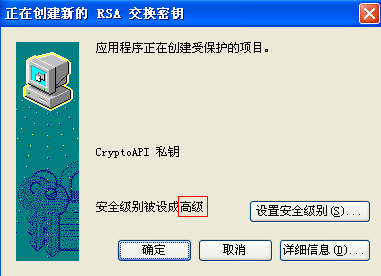 正在创建新的 RSA 交换密钥
应用程序正在创建受保护的项目。
CryptoAPI 私钥
安全级别被设成高级
设置安全级别(S)...
确定
取消
详细信息(D)...